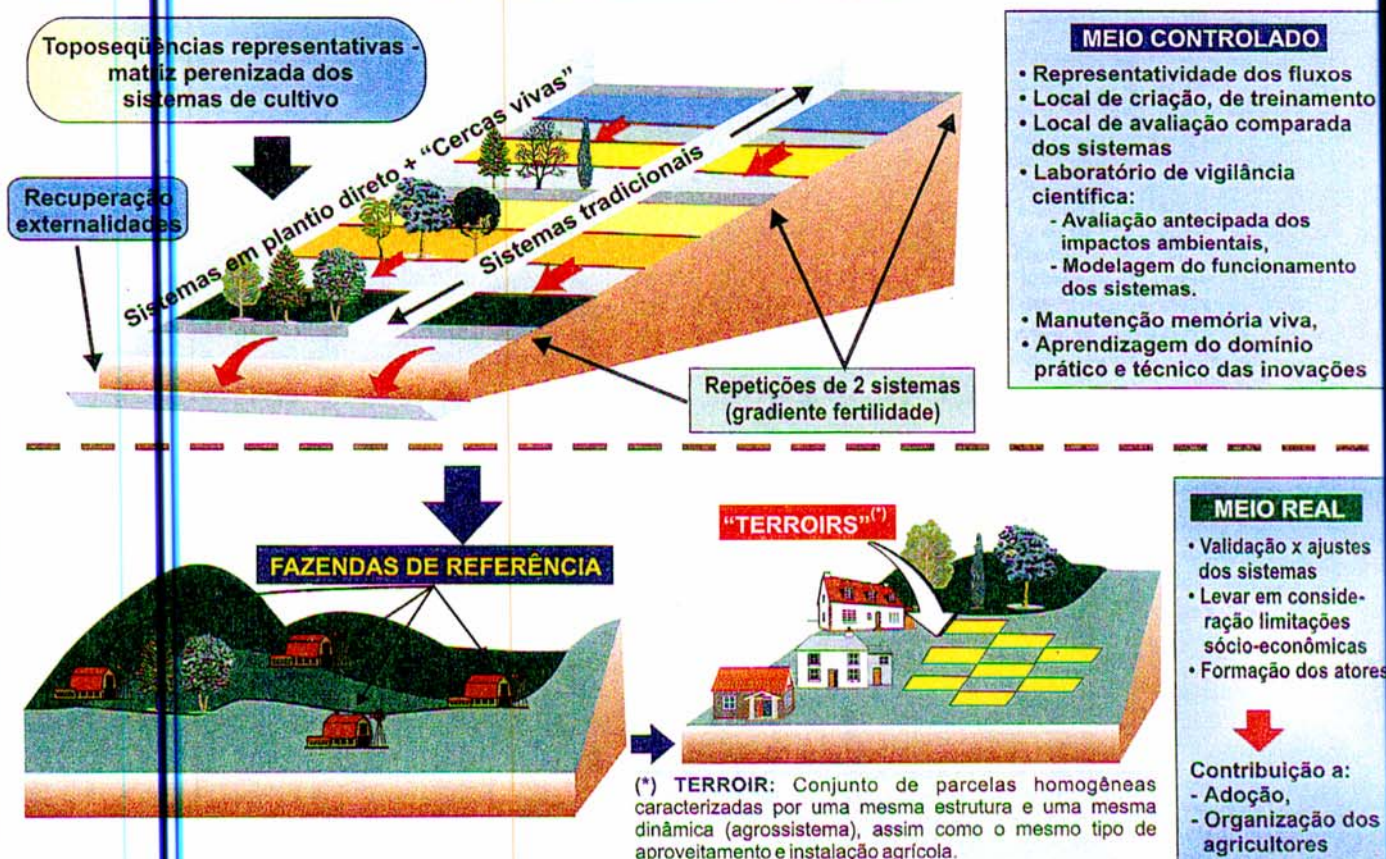 Toposeqüências representativas -
matriz perenizada dos
sistemas de cultivo
Recuperação
externalidades
Sistemas em plantio direto + “Cercas vivas”
Sistemas tradicionais
Repetições de 2 sistemas
(gradiente fertilidade)
MEIO CONTROLADO
• Representatividade dos fluxos
• Local de criação, de treinamento
• Local de avaliação comparada
dos sistemas
• Laboratório de vigilância
científica:
- Avaliação antecipada dos
impactos ambientais,
- Modelagem do funcionamento
dos sistemas.
• Manutenção memória viva,
• Aprendizagem do domínio
prático e técnico das inovações
FAZENDAS DE REFERÊNCIA
“TERROIRS”(*)
(*) TERROIR: Conjunto de parcelas homogêneas
caracterizadas por uma mesma estrutura e uma mesma
dinâmica (agrossistema), assim como o mesmo tipo de
aproveitamento e instalação agrícola.
MEIO REAL
• Validação x ajustes
dos sistemas
• Levar em conside-
ração limitações
sócio-econômicas
• Formação dos atores
Contribuição a:
- Adoção,
- Organização dos
agricultores